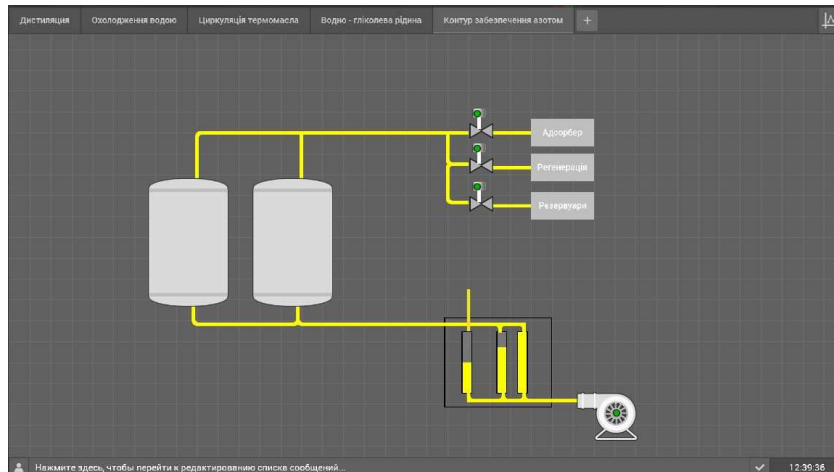 Дистиляция
Охолодження водою
Циркуляція термомасла
Водно - гліколева рідина
Контур забезпечення азотом
+
Адсорбер
Регенерація
Резервуари
Нажмите здесь, чтобы перейти к редактированию списка сообщений...
12:39:36